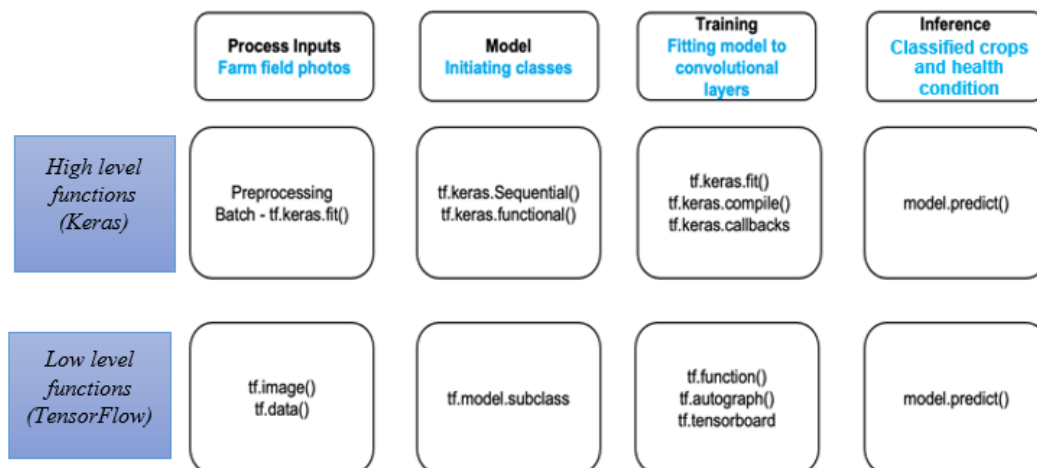 Process Inputs
Farm field photos
Model
Initiating classes
Training
Fitting model to
convolutional
layers
Inference
Classified crops
and health
condition
High level
functions
(Keras)
Preprocessing
Batch - tf.keras.fit()
tf.keras.Sequential()
tf.keras.functional()
tf.keras.fit()
tf.keras.compile()
tf.keras.callbacks
model.predict()
Low level
functions
(TensorFlow)
tf.image()
tf.data()
tf.model.subclass
tf.function()
tf.autograph()
tf.tensorboard
model.predict()